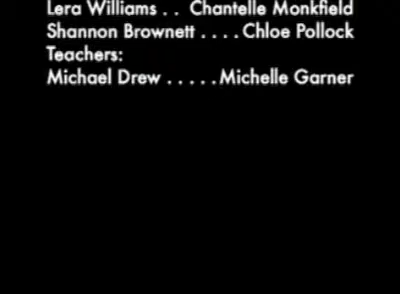 Lera Williams . . Chantelle Monkfield
Shannon Brownett . . . . Chloe Pollock
Teachers:
Michael Drew . . . . . Michelle Garner